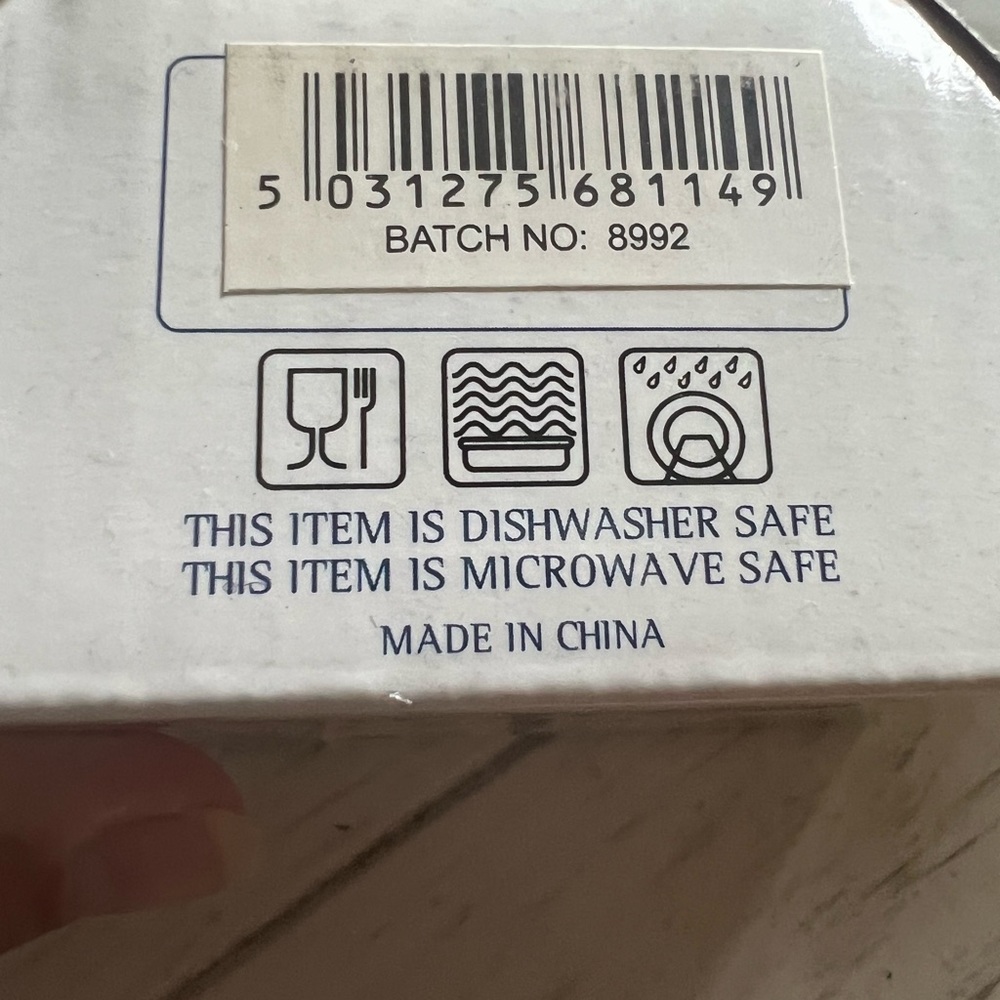 5 031275 681149
BATCH NO: 8992
THIS ITEM IS DISHWASHER SAFE
THIS ITEM IS MICROWAVE SAFE
MADE IN CHINA